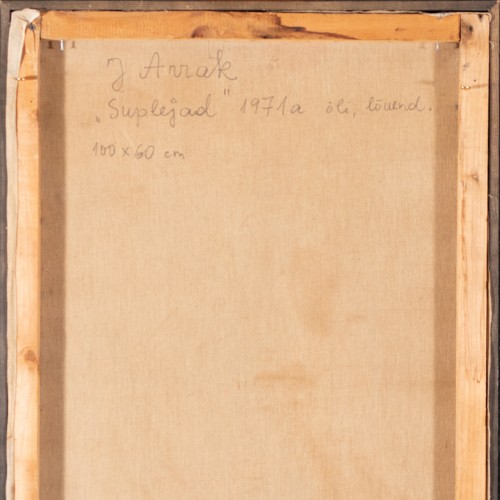 J Arrak
„Suplejad" 1971a õli, lõuend.
100 x 60 cm